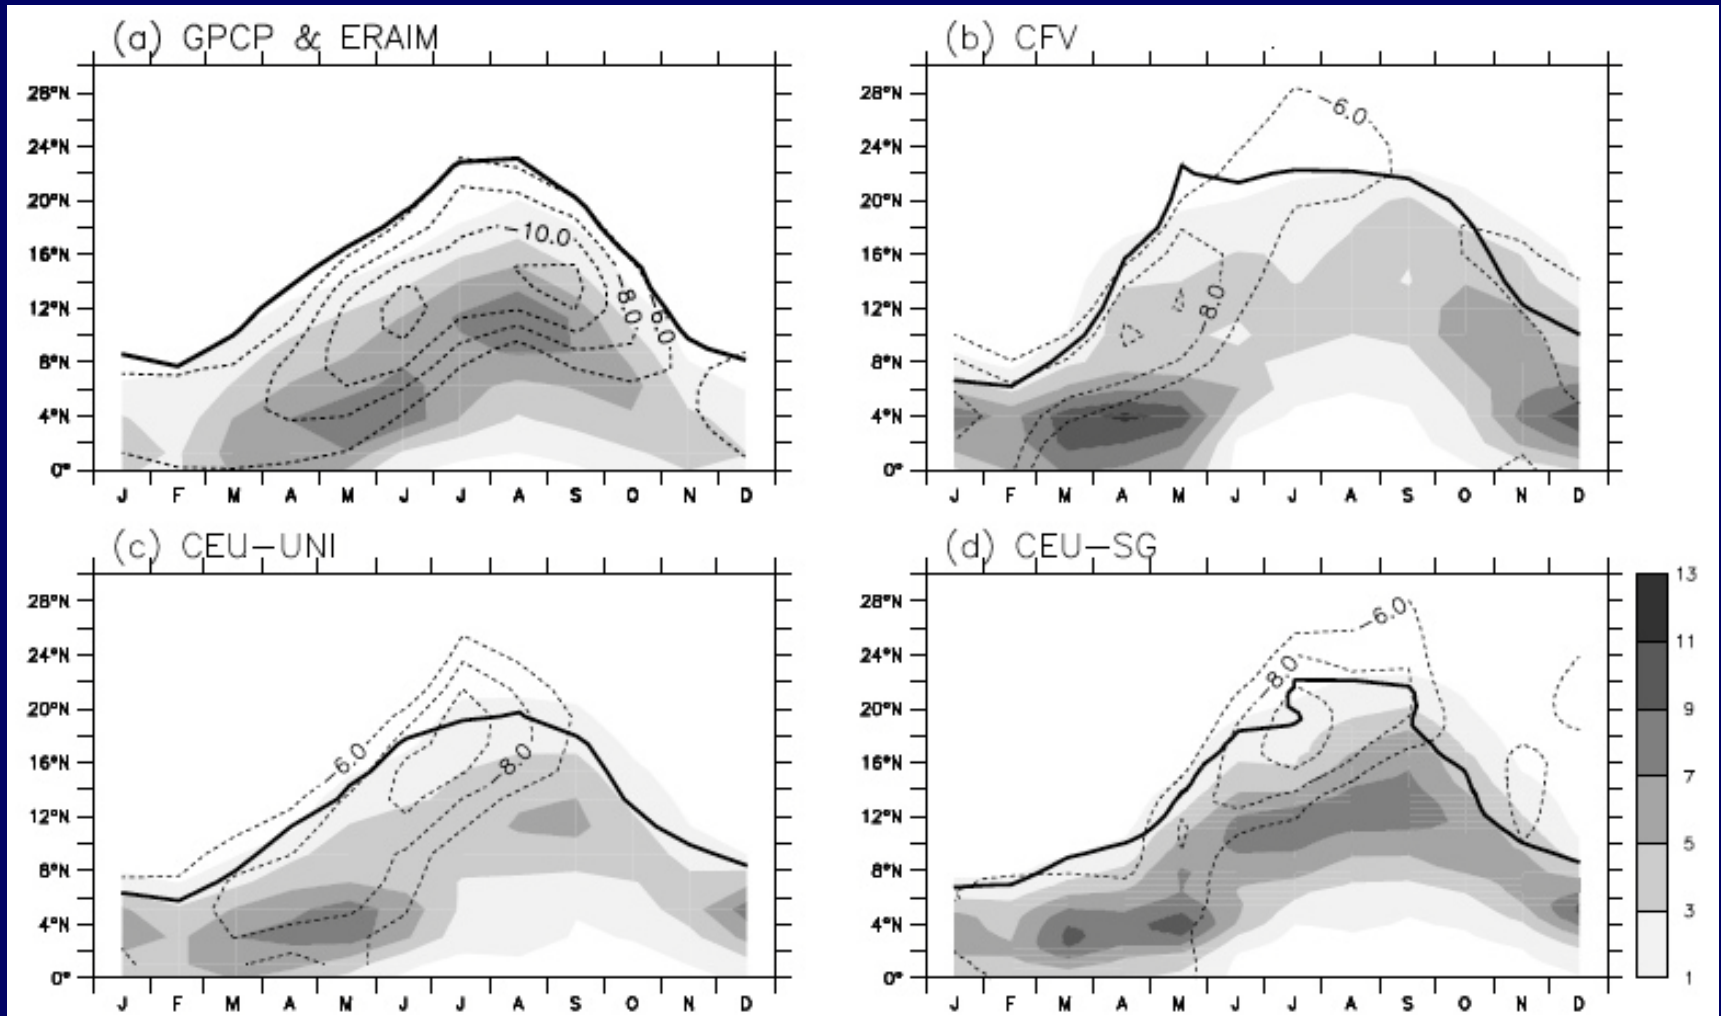 (a) GPCP & ERAIM
28°N
24°N
20°N
16°N
12°N
8°N
4°N
0°
-10.0
-8.0
-6.0
J F M A M J J A S O N D
(b) CFV
28°N
24°N
20°N
16°N
12°N
8°N
4°N
0°
-6.0
-8.0
J F M A M J J A S O N D
(c) CEU-UNI
28°N
24°N
20°N
16°N
12°N
8°N
4°N
0°
-6.0
-8.0
J F M A M J J A S O N D
(d) CEU-SG
28°N
24°N
20°N
16°N
12°N
8°N
4°N
0°
-6.0
-8.0
J F M A M J J A S O N D
13
11
9
7
5
3
1